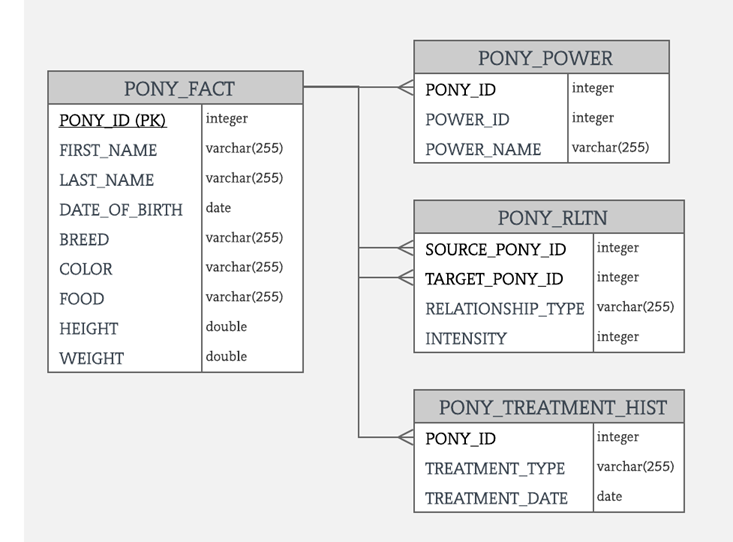 PONY_FACT
PONY_ID (PK) integer
FIRST_NAME varchar(255)
LAST_NAME varchar(255)
DATE_OF_BIRTH date
BREED varchar(255)
COLOR varchar(255)
FOOD varchar(255)
HEIGHT double
WEIGHT double
PONY_POWER
PONY_ID integer
POWER_ID integer
POWER_NAME varchar(255)
PONY_RLTN
SOURCE_PONY_ID integer
TARGET_PONY_ID integer
RELATIONSHIP_TYPE varchar(255)
INTENSITY integer
PONY_TREATMENT_HIST
PONY_ID integer
TREATMENT_TYPE varchar(255)
TREATMENT_DATE date